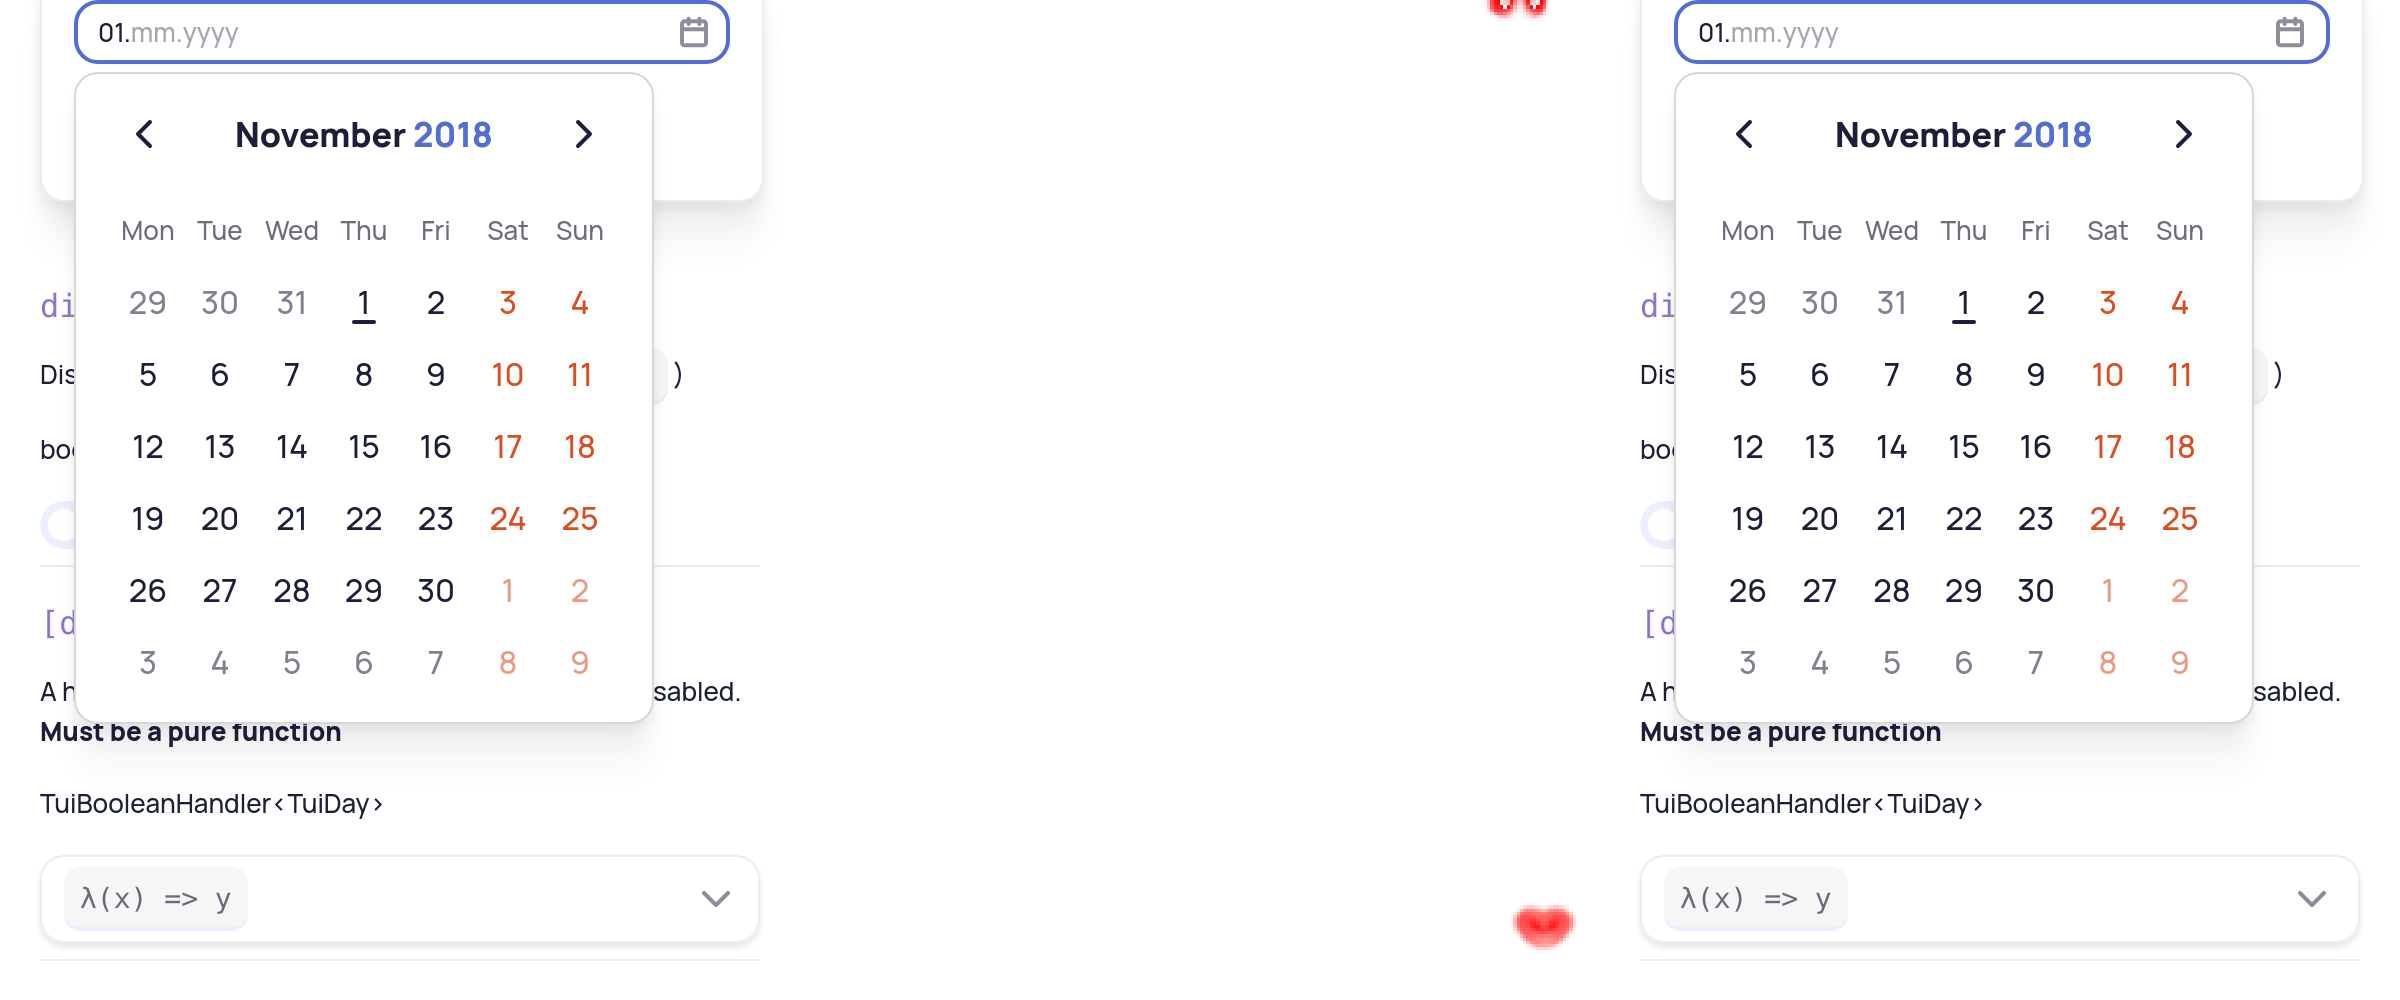 01.mm.yyyy
November 2018
Mon Tue Wed Thu Fri Sat Sun
29 30 31 1 2 3 4
5 6 7 8 9 10 11
12 13 14 15 16 17 18
19 20 21 22 23 24 25
26 27 28 29 30 1 2
3 4 5 6 7 8 9
di
Dis )
boo
[d
A h sabled.
Must be a pure function
TuiBooleanHandler<TuiDay>
λ(x) => y
01.mm.yyyy
November 2018
Mon Tue Wed Thu Fri Sat Sun
29 30 31 1 2 3 4
5 6 7 8 9 10 11
12 13 14 15 16 17 18
19 20 21 22 23 24 25
26 27 28 29 30 1 2
3 4 5 6 7 8 9
di
Dis )
boo
[d
A h sabled.
Must be a pure function
TuiBooleanHandler<TuiDay>
λ(x) => y